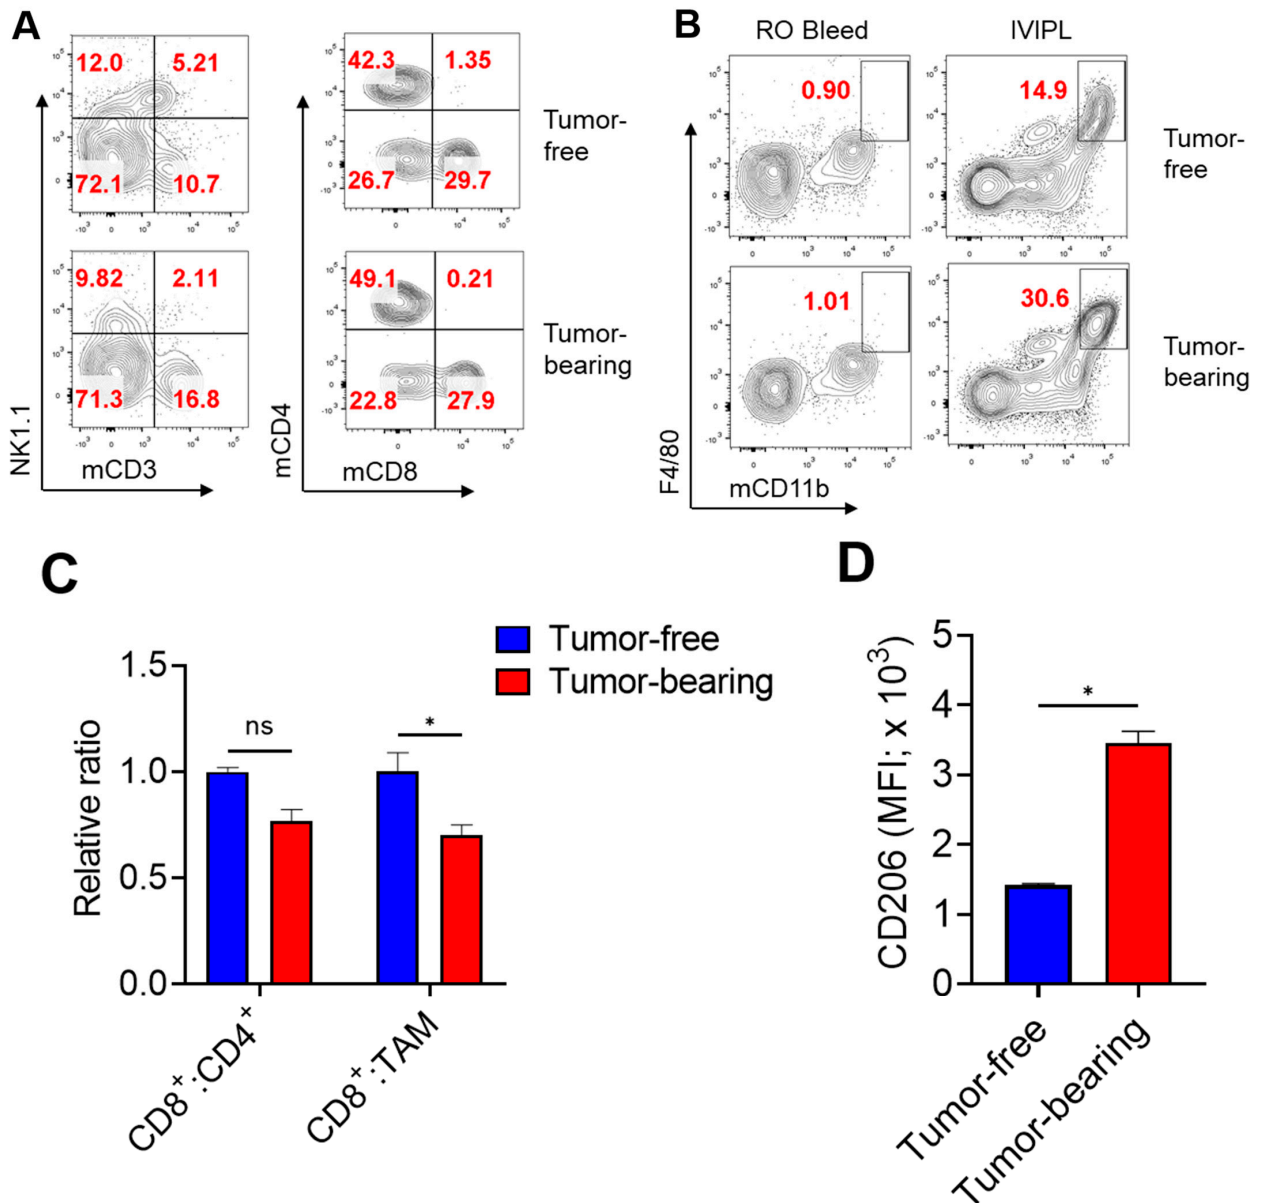 A
12.0 5.21
72.1 10.7
42.3 1.35
26.7 29.7
Tumor-
free
9.82 2.11
71.3 16.8
49.1 0.21
22.8 27.9
Tumor-
bearing
NK1.1
mCD3
mCD4
mCD8
B
RO Bleed IVIPL
0.90 14.9
Tumor-
free
1.01 30.6
Tumor-
bearing
F4/80
mCD11b
C
Tumor-free
Tumor-bearing
Relative ratio
1.5
1.0
0.5
0.0
ns
*
CD8⁺:CD4⁺
CD8⁺:TAM
D
CD206 (MFI; x 10³)
5
4
3
2
1
0
*
Tumor-free
Tumor-bearing